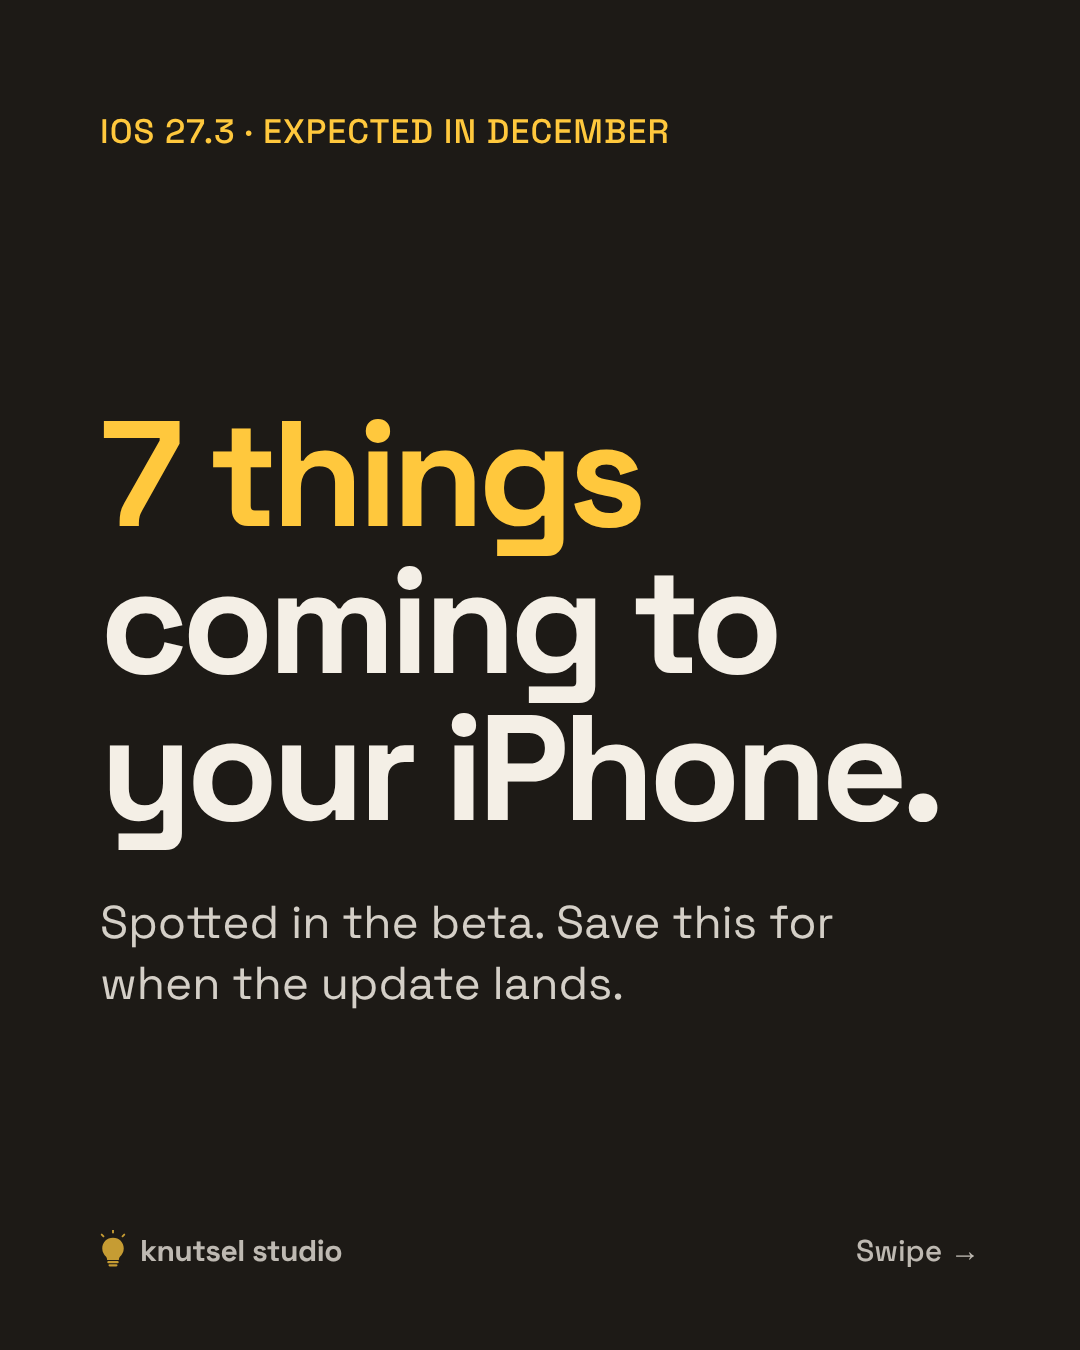 IOS 27.3 · EXPECTED IN DECEMBER
7 things
coming to
your iPhone.
Spotted in the beta. Save this for
when the update lands.
knutsel studio
Swipe →